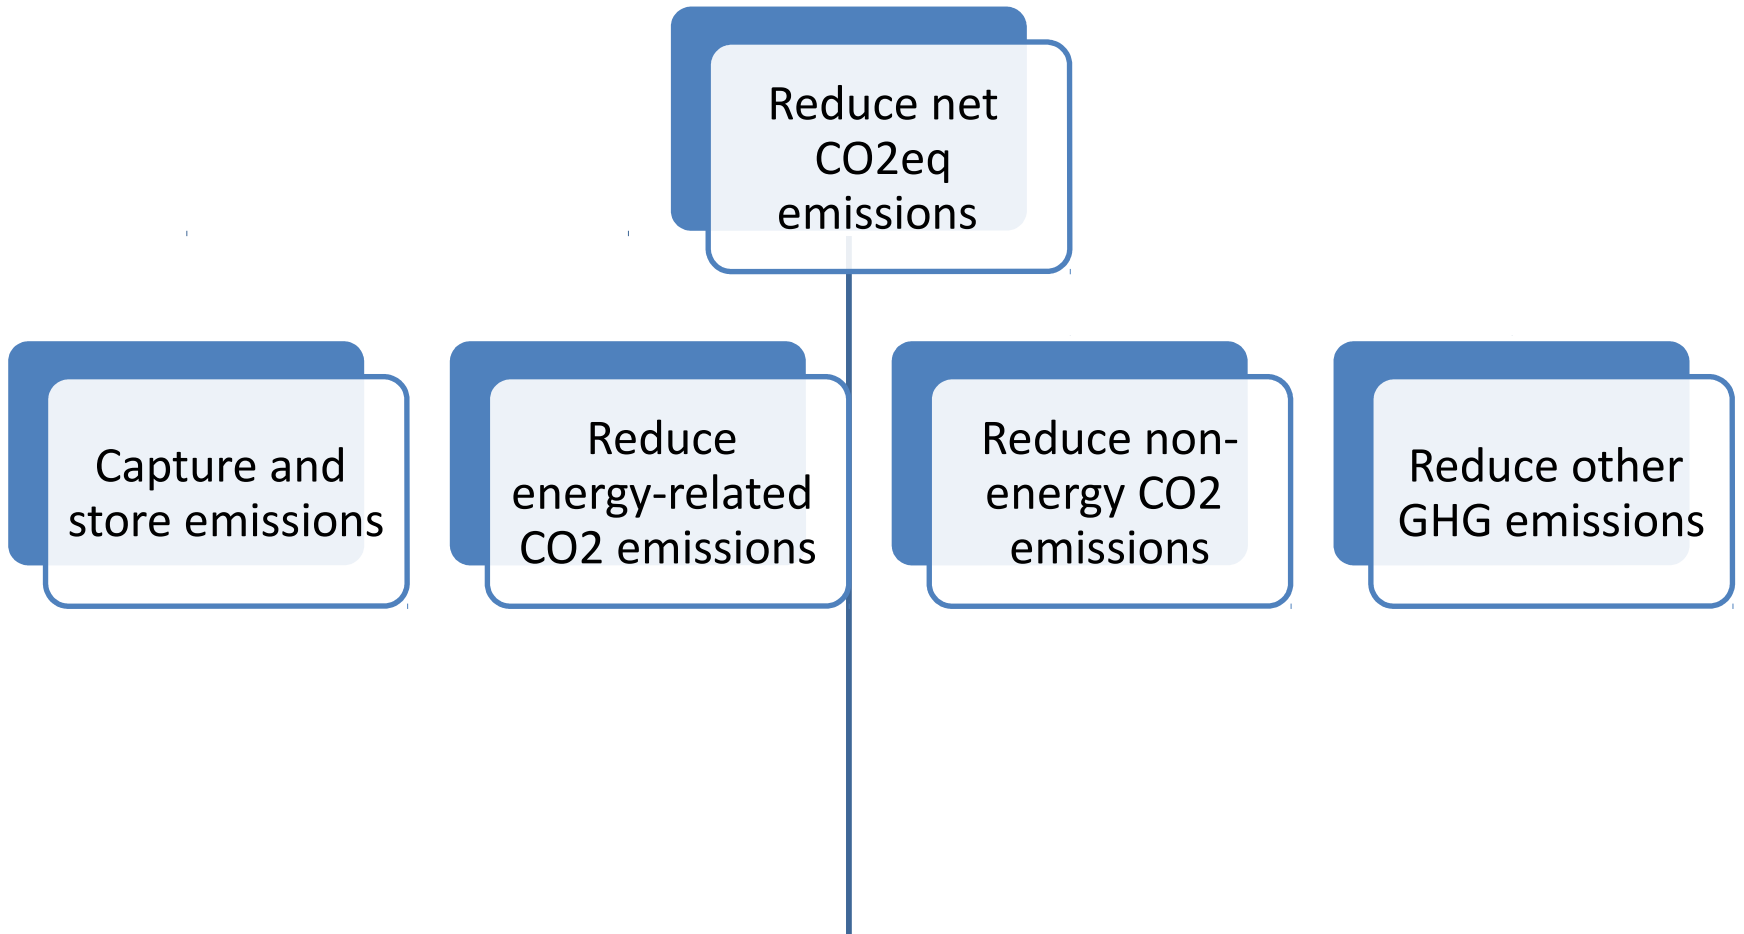 Reduce net
CO2eq
emissions
Capture and
store emissions
Reduce
energy-related
CO2 emissions
Reduce non-
energy CO2
emissions
Reduce other
GHG emissions